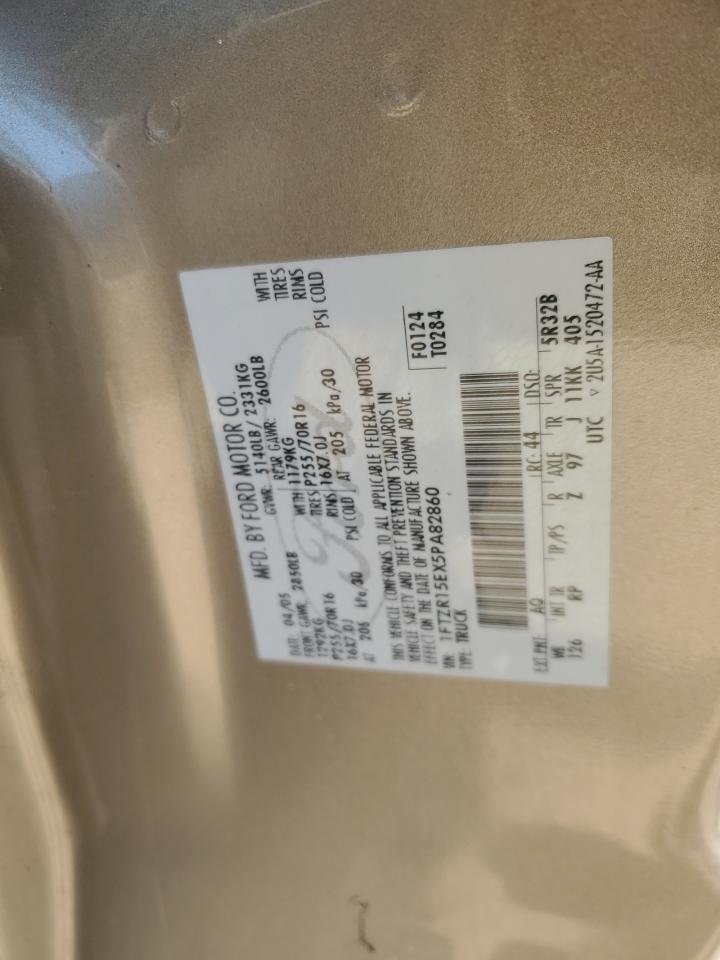 MFD. BY FORD MOTOR CO.
DATE: 04/05 GVWR: 5140LB/ 2331KG
FRONT GAWR: 2850LB REAR GAWR: 2600LB
1292KG WITH 1179KG WITH
P255/70R16 TIRES P255/70R16 TIRES
16X7.0J RIMS 16X7.0J RIMS
AT 206 kPa/30 PSI COLD AT 205 kPa/30 PSI COLD
THIS VEHICLE CONFORMS TO ALL APPLICABLE FEDERAL MOTOR
VEHICLE SAFETY AND THEFT PREVENTION STANDARDS IN
EFFECT ON THE DATE OF MANUFACTURE SHOWN ABOVE.
VIN: 1FTZR15EX5PA82860 F0124
TYPE: TRUCK T0284
EXT PNT: AQ RC: 44 DSO:
WB INT TR TP/PS R AXLE TR SPR 5R32B
126 RP Z 97 J 11KK 405
UTC ▽ 2U5A-1520472-AA
Ford